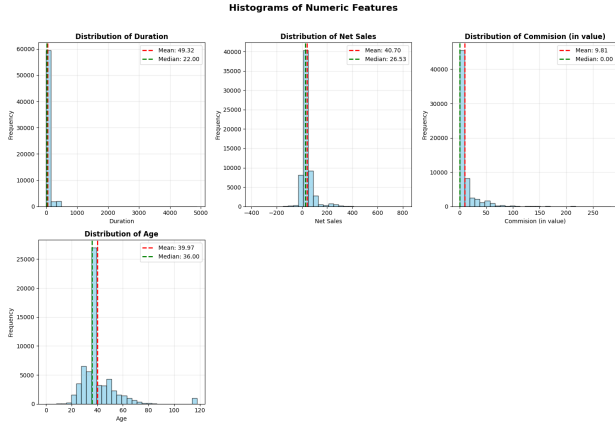 Histograms of Numeric Features
Distribution of Duration
Mean: 49.32
Median: 22.00
Frequency
60000
50000
40000
30000
20000
10000
0
0 1000 2000 3000 4000 5000
Duration
Distribution of Net Sales
Mean: 40.70
Median: 26.53
Frequency
40000
35000
30000
25000
20000
15000
10000
5000
0
−400 −200 0 200 400 600 800
Net Sales
Distribution of Commision (in value)
Mean: 9.81
Median: 0.00
Frequency
40000
30000
20000
10000
0
0 50 100 150 200 250
Commision (in value)
Distribution of Age
Mean: 39.97
Median: 36.00
Frequency
25000
20000
15000
10000
5000
0
0 20 40 60 80 100 120
Age